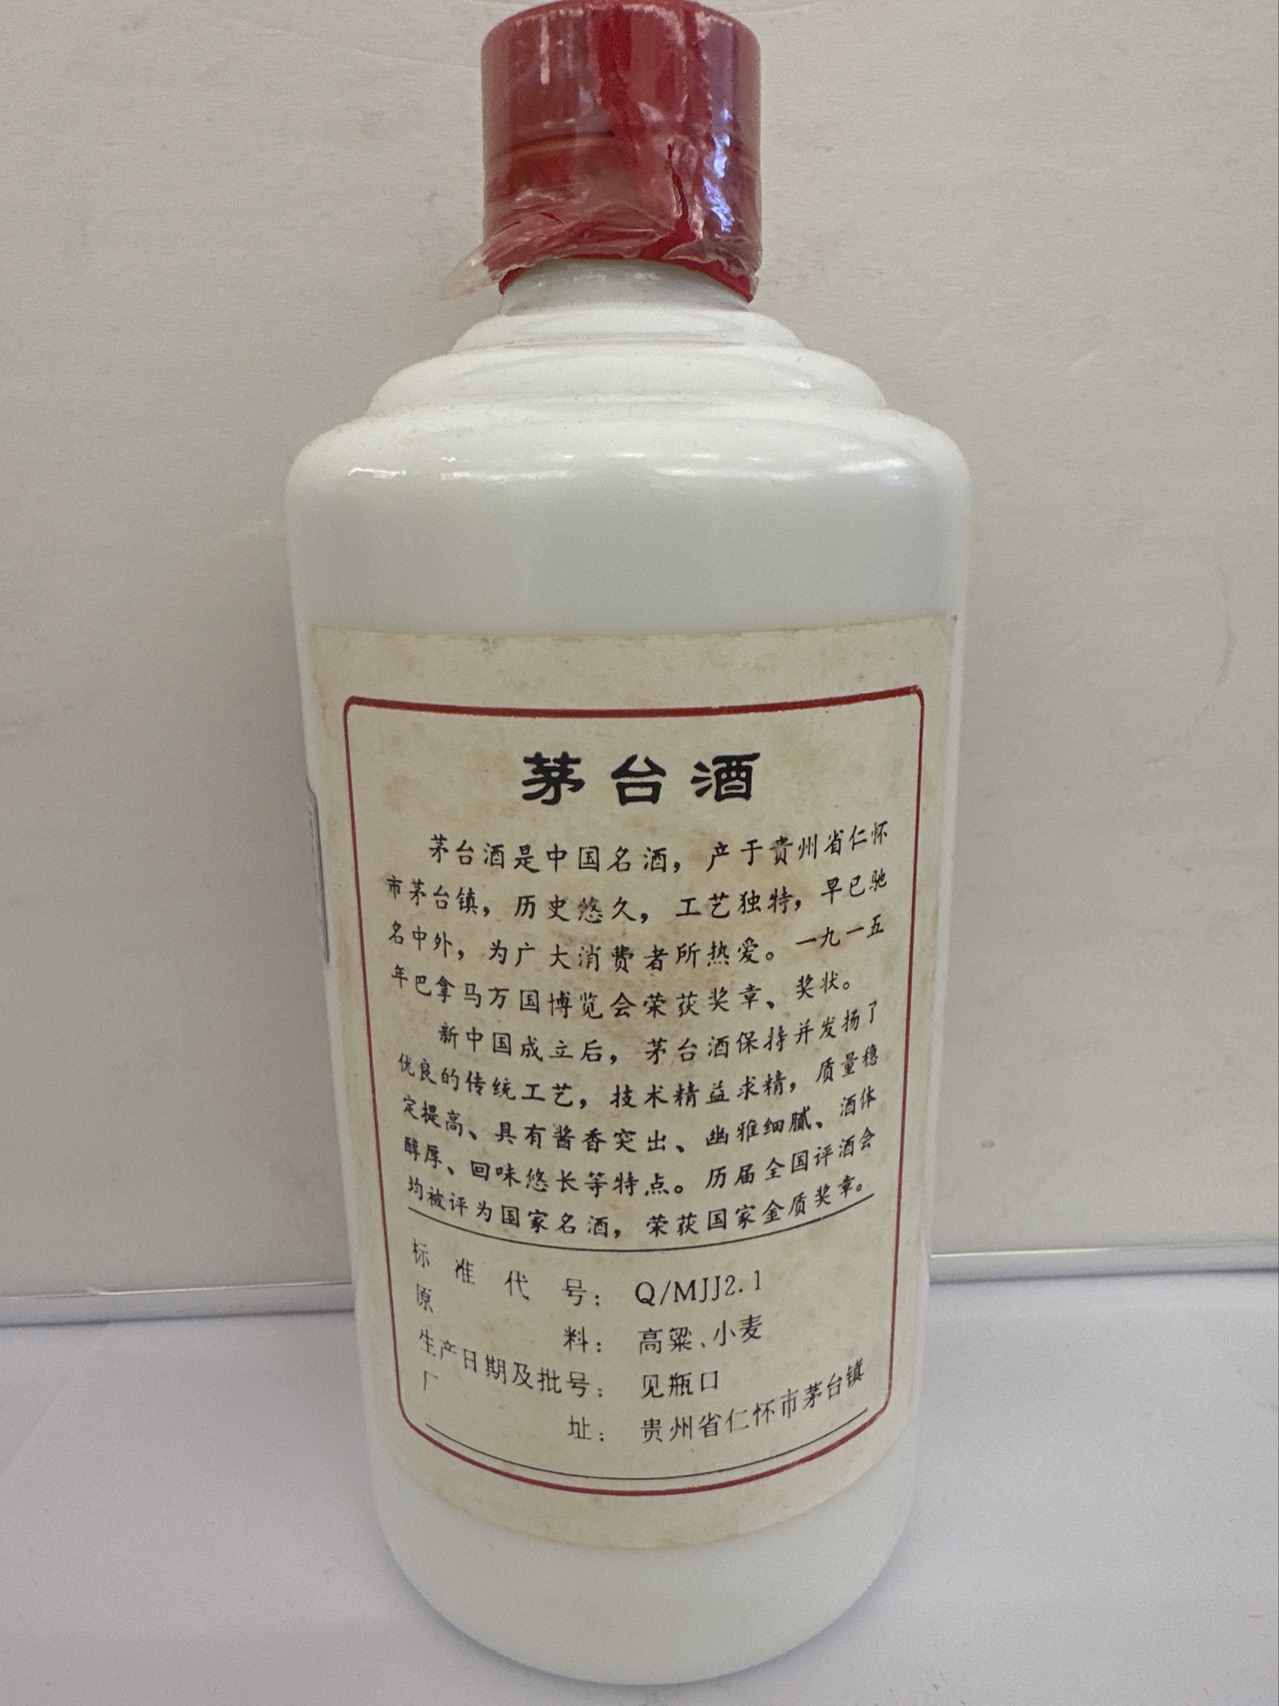 茅台酒
茅台酒是中国名酒，产于贵州省仁怀
市茅台镇，历史悠久，工艺独特，早已驰
名中外，为广大消费者所热爱。一九一五
年巴拿马万国博览会荣获奖章、奖状。
新中国成立后，茅台酒保持并发扬了
优良的传统工艺，技术精益求精，质量稳
定提高、具有酱香突出、幽雅细腻、酒体
醇厚、回味悠长等特点。历届全国评酒会
均被评为国家名酒，荣获国家金质奖章。
标准代号：Q/MJJ2.1
原料：高粱、小麦
生产日期及批号：见瓶口
厂址：贵州省仁怀市茅台镇